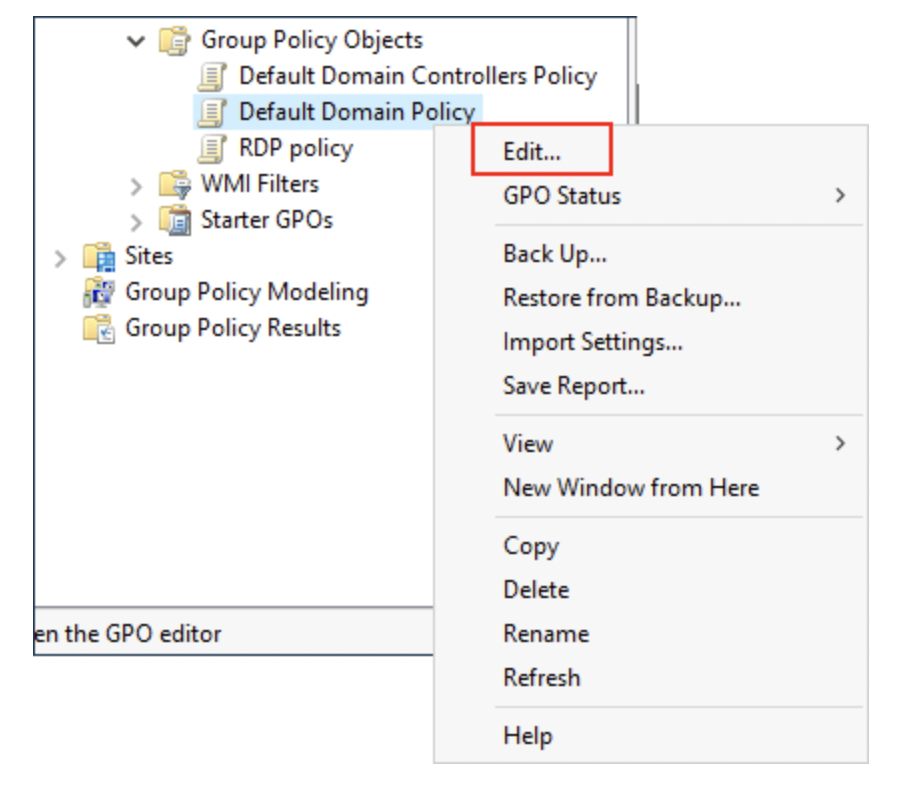 Group Policy Objects
Default Domain Controllers Policy
Default Domain Policy
RDP policy
WMI Filters
Starter GPOs
Sites
Group Policy Modeling
Group Policy Results
en the GPO editor
Edit...
GPO Status
Back Up...
Restore from Backup...
Import Settings...
Save Report...
View
New Window from Here
Copy
Delete
Rename
Refresh
Help